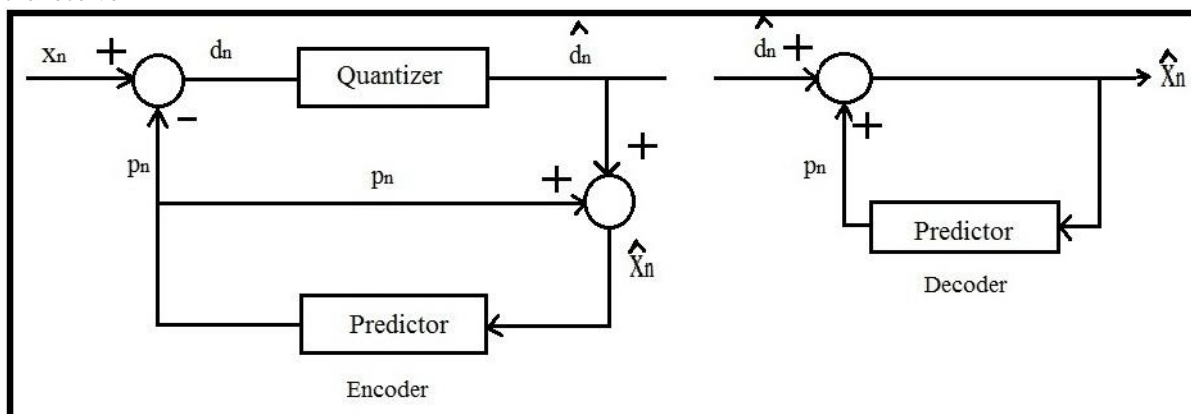 xn + dn Quantizer d̂n
−
pn pn + +
x̂n
Predictor
Encoder
d̂n + x̂n
+
pn
Predictor
Decoder